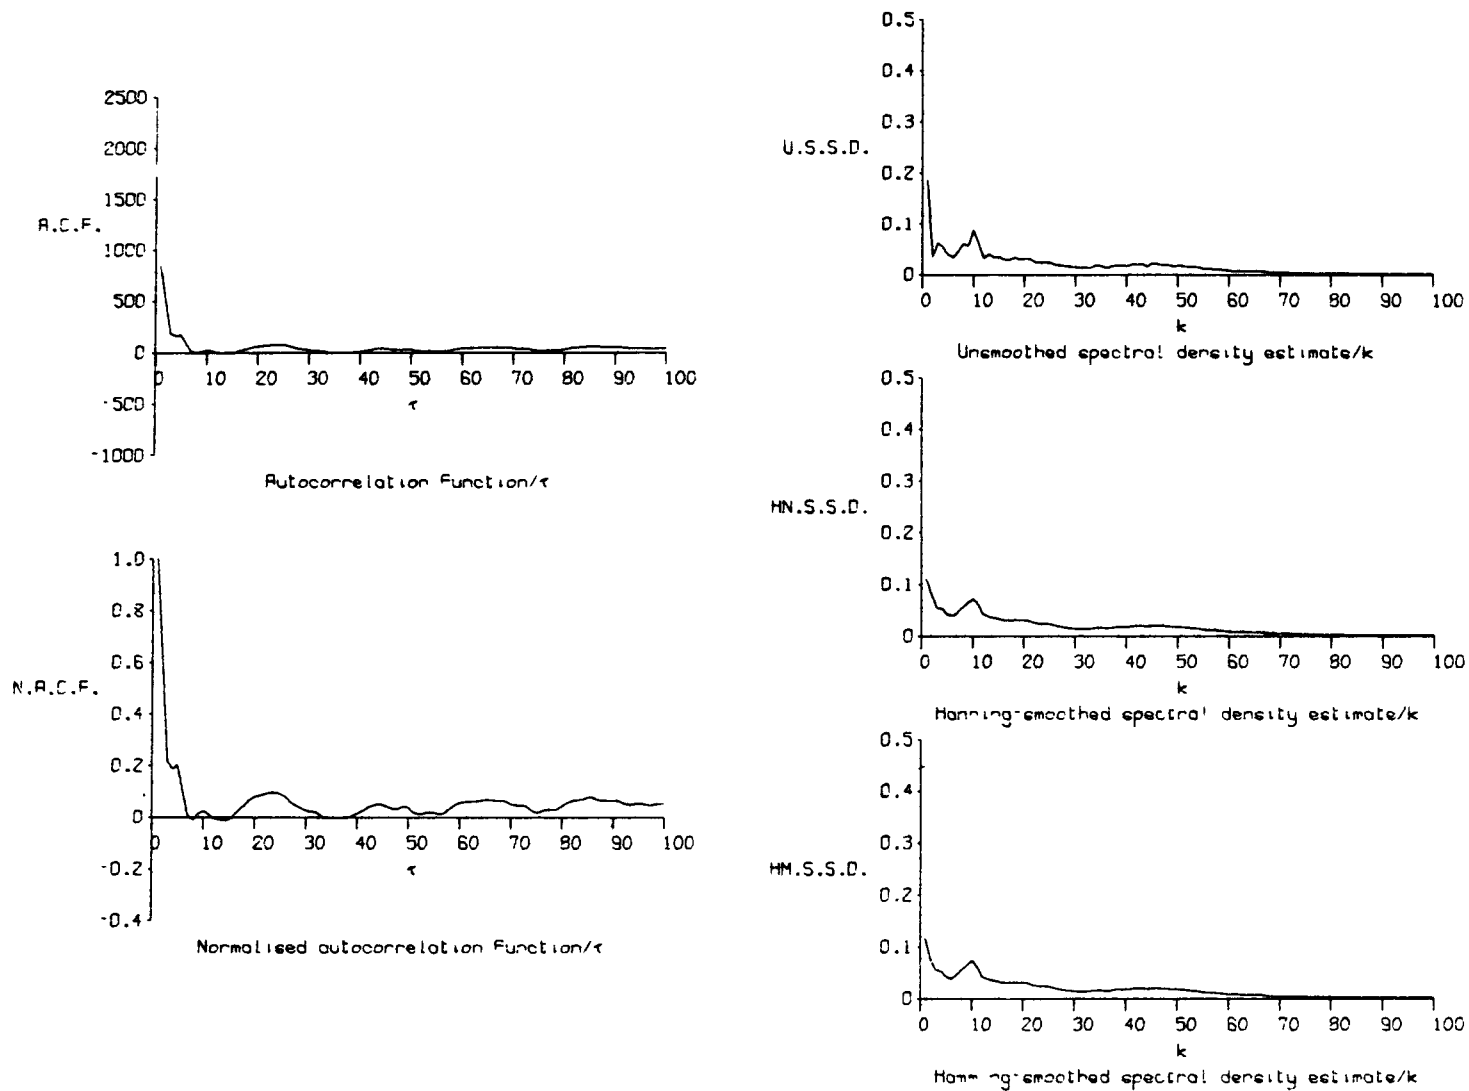 2500
2000
1500
A.C.F.
1000
500
0
0 10 20 30 40 50 60 70 80 90 100
τ
-500
-1000
Autocorrelation Function/τ
1.0
0.8
0.6
N.A.C.F.
0.4
0.2
0
0 10 20 30 40 50 60 70 80 90 100
τ
-0.2
-0.4
Normalised autocorrelation Function/τ
0.5
0.4
0.3
U.S.S.D.
0.2
0.1
0
0 10 20 30 40 50 60 70 80 90 100
k
Unsmoothed spectral density estimate/k
0.5
0.4
0.3
HN.S.S.D.
0.2
0.1
0
0 10 20 30 40 50 60 70 80 90 100
k
Hanning-smoothed spectral density estimate/k
0.5
0.4
0.3
HM.S.S.D.
0.2
0.1
0
0 10 20 30 40 50 60 70 80 90 100
k
Hamming-smoothed spectral density estimate/k